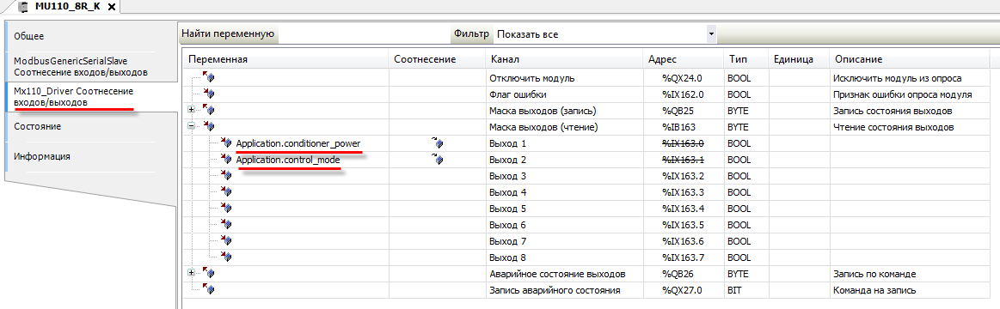 MU110_8R_K
Общее
ModbusGenericSerialSlave
Соотнесение входов/выходов
Mx110_Driver Соотнесение
входов/выходов
Состояние
Информация
Найти переменную Фильтр Показать все
Переменная Соотнесение Канал Адрес Тип Единица Описание
Отключить модуль %QX24.0 BOOL Исключить модуль из опроса
Флаг ошибки %IX162.0 BOOL Признак ошибки опроса модуля
Маска выходов (запись) %QB25 BYTE Запись состояния выходов
Маска выходов (чтение) %IB163 BYTE Чтение состояния выходов
Application.conditioner_power Выход 1 %IX163.0 BOOL
Application.control_mode Выход 2 %IX163.1 BOOL
Выход 3 %IX163.2 BOOL
Выход 4 %IX163.3 BOOL
Выход 5 %IX163.4 BOOL
Выход 6 %IX163.5 BOOL
Выход 7 %IX163.6 BOOL
Выход 8 %IX163.7 BOOL
Аварийное состояние выходов %QB26 BYTE Запись по команде
Запись аварийного состояния %QX27.0 BIT Команда на запись